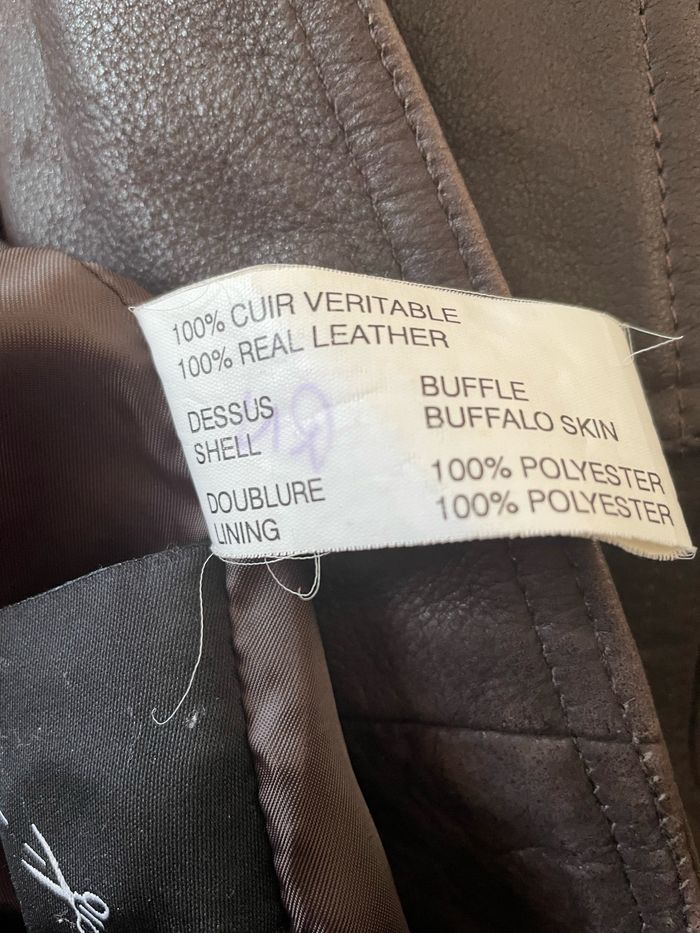 100% CUIR VERITABLE
100% REAL LEATHER
DESSUS BUFFLE
SHELL BUFFALO SKIN
DOUBLURE 100% POLYESTER
LINING 100% POLYESTER